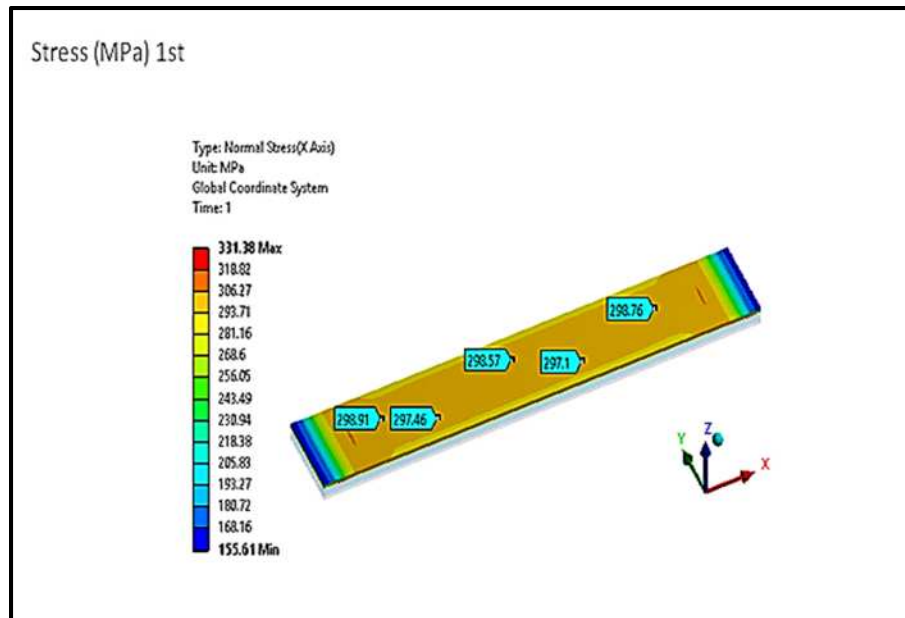 Stress (MPa) 1st
Type: Normal Stress(X Axis)
Unit: MPa
Global Coordinate System
Time: 1
331.38 Max
318.82
306.27
293.71
281.16
268.6
256.05
243.49
230.94
218.38
205.83
193.27
180.72
168.16
155.61 Min
298.76
298.57
297.1
298.91
297.46
Z
Y
X